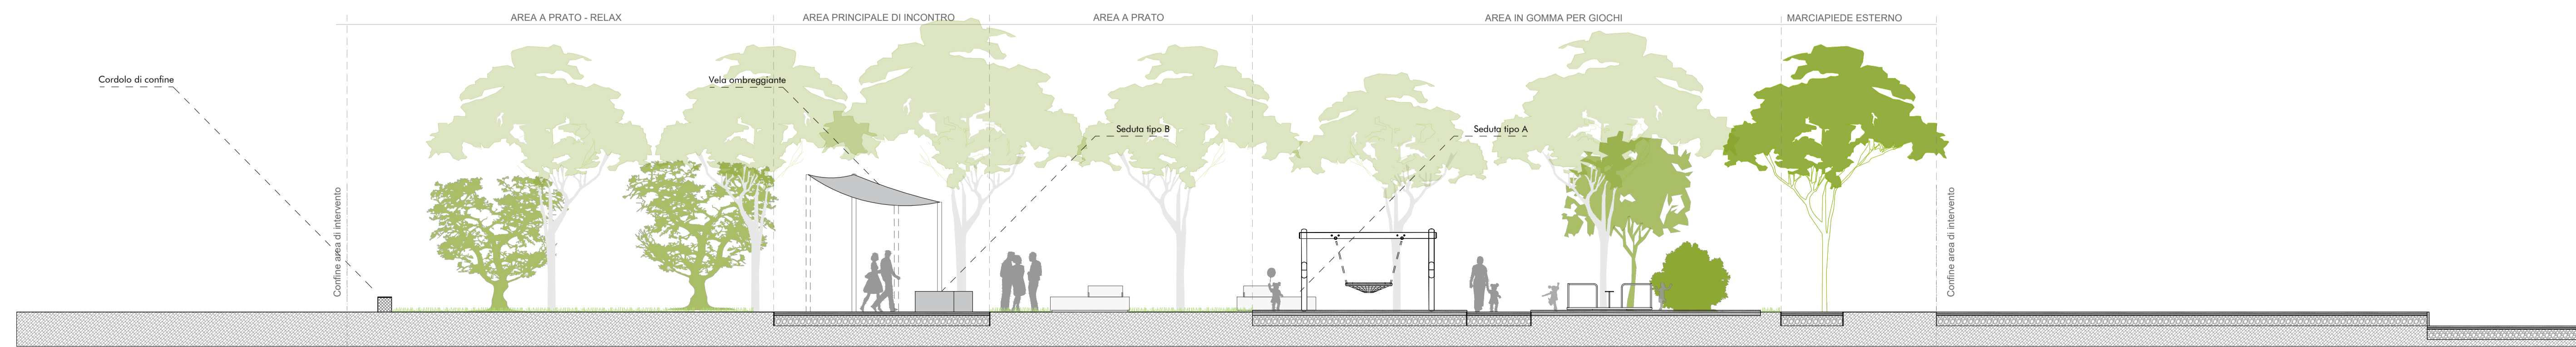 AREA A PRATO - RELAX
AREA PRINCIPALE DI INCONTRO
AREA A PRATO
AREA IN GOMMA PER GIOCHI
MARCIAPIEDE ESTERNO
Cordolo di confine
Vela ombreggiante
Seduta tipo B
Seduta tipo A
Confine area di intervento
Confine area di intervento